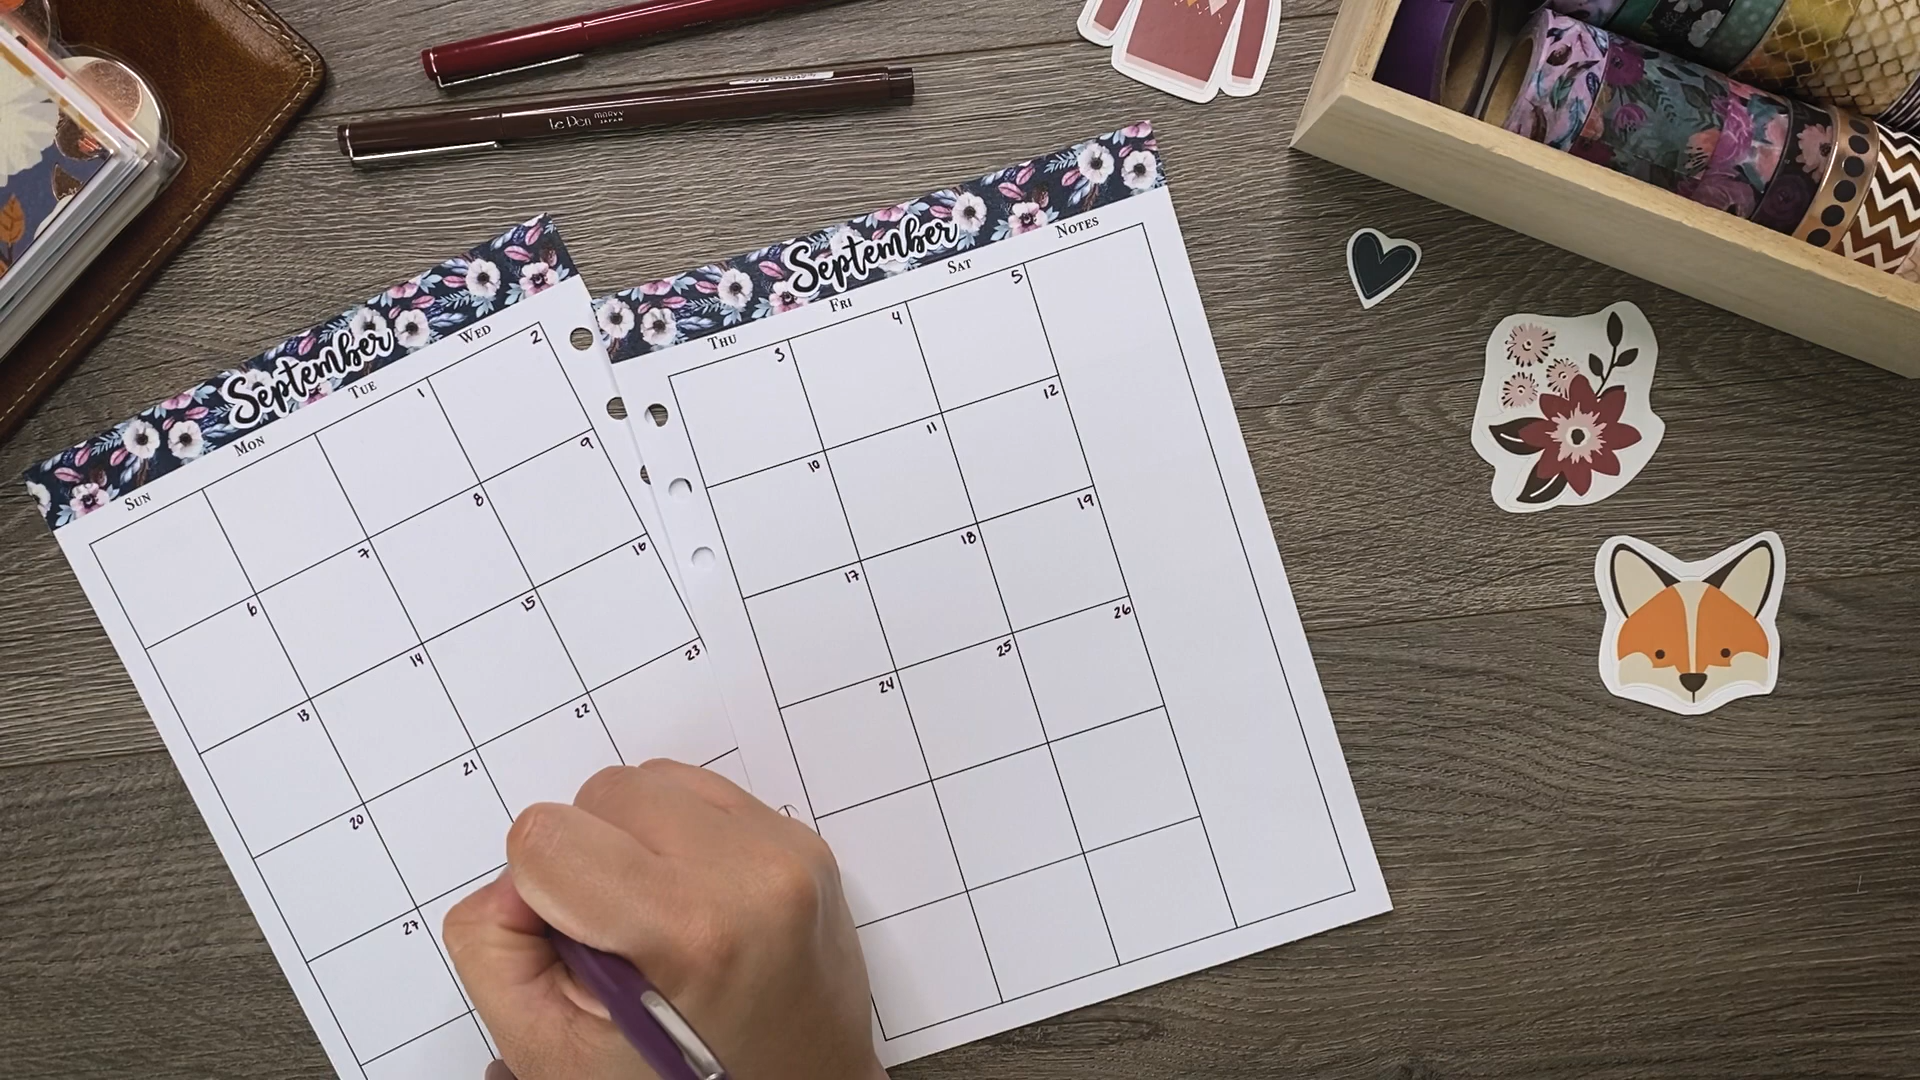 Le Pen MARVY
JAPAN
September
SUN MON TUE WED
1 2
6 7 8 9
13 14 15 16
20 21 22 23
27
September
THU FRI SAT NOTES
3 4 5
10 11 12
17 18 19
24 25 26